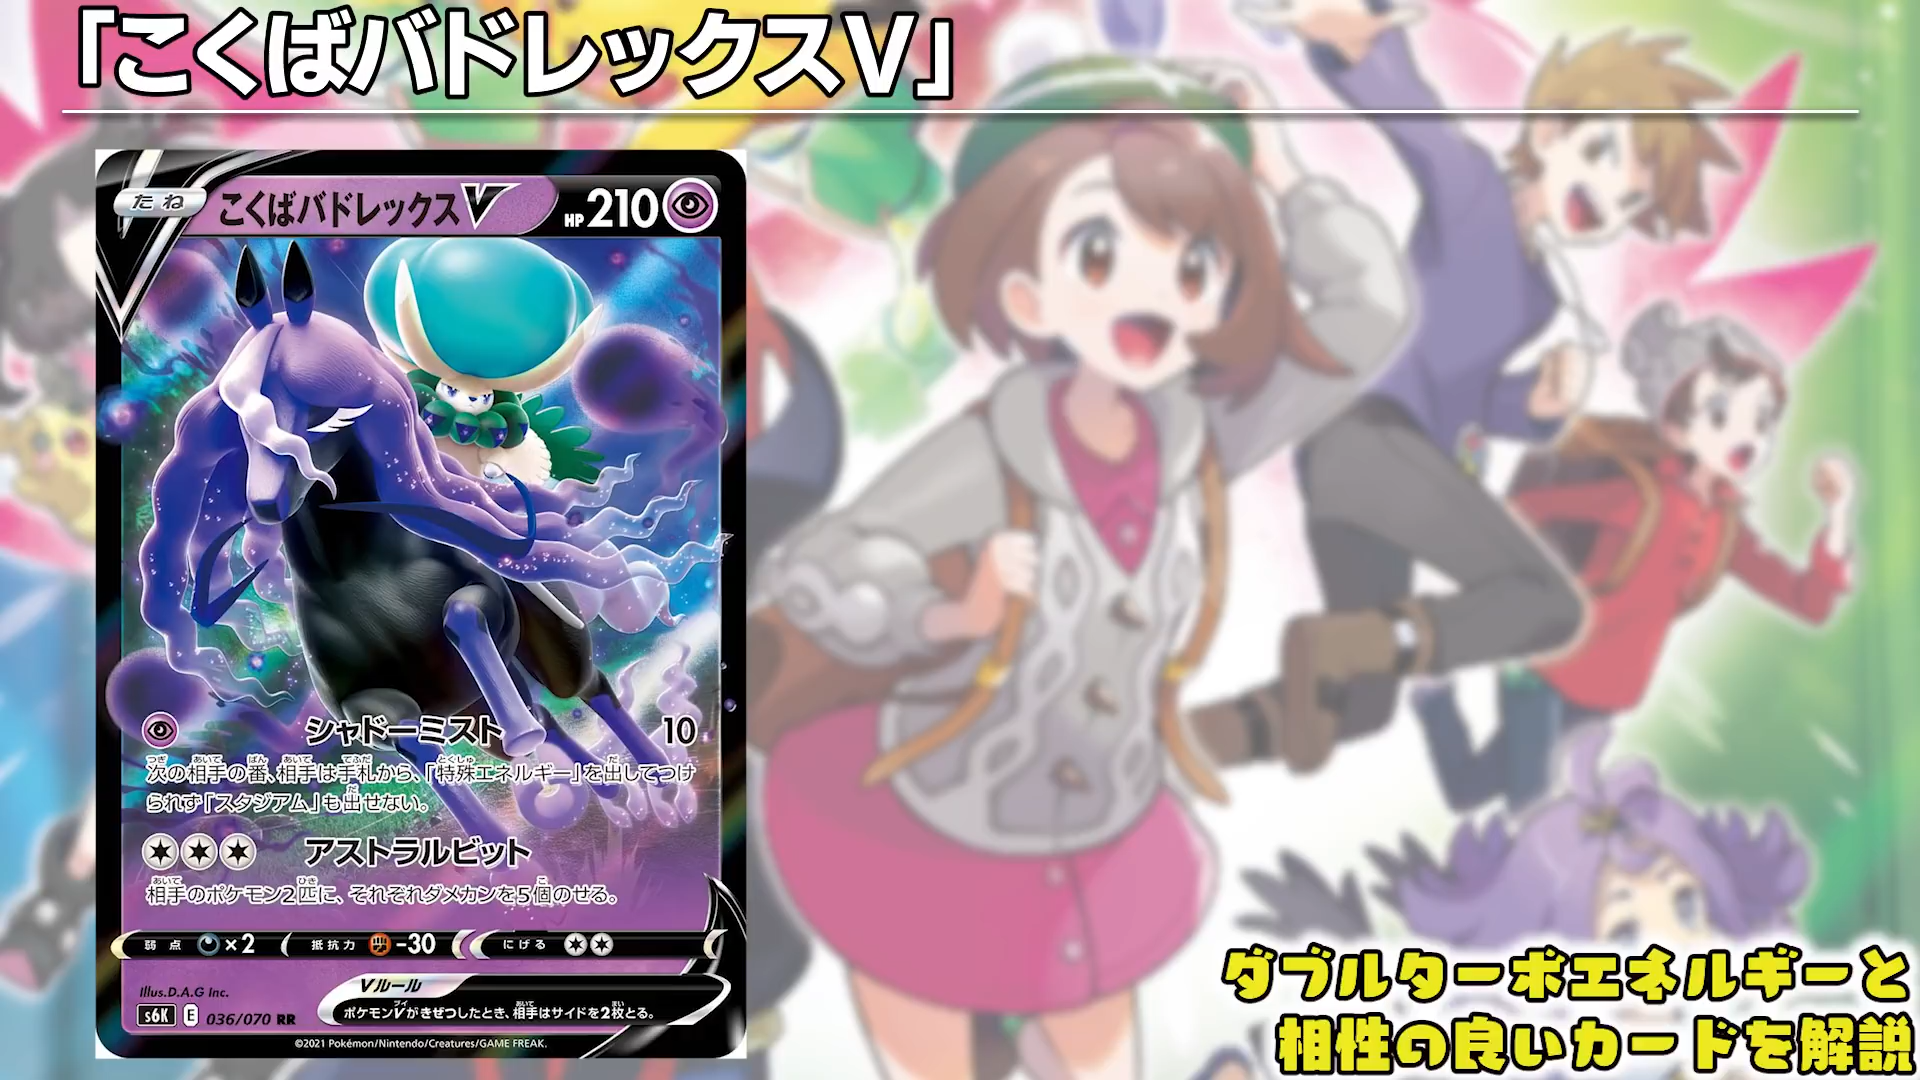 「こくばバドレックスV」
たね こくばバドレックスV HP210
シャドーミスト 10
次の相手の番、相手は手札から、「特殊エネルギー」を出してつけ
られず「スタジアム」も出せない。
アストラルビット
相手のポケモン2匹に、それぞれダメカンを5個のせる。
弱点 ×2 抵抗力 -30 にげる
Illus.D.A.G Inc.
Vルール
ポケモンVがきぜつしたとき、相手はサイドを2枚とる。
s6K E 036/070 RR
©2021 Pokémon/Nintendo/Creatures/GAME FREAK.
ダブルターボエネルギーと
相性の良いカードを解説